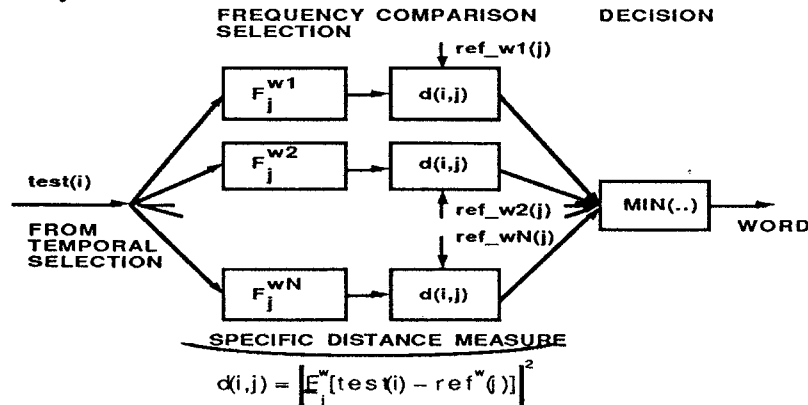 FREQUENCY COMPARISON DECISION
SELECTION
ref_w1(j)
F_j^w1 d(i,j)
F_j^w2 d(i,j)
test(i)
ref_w2(j) MIN(..)
FROM WORD
TEMPORAL ref_wN(j)
SELECTION
F_j^wN d(i,j)
SPECIFIC DISTANCE MEASURE
d(i,j) = |F_j^w[test(i) – ref^w(j)]|^2